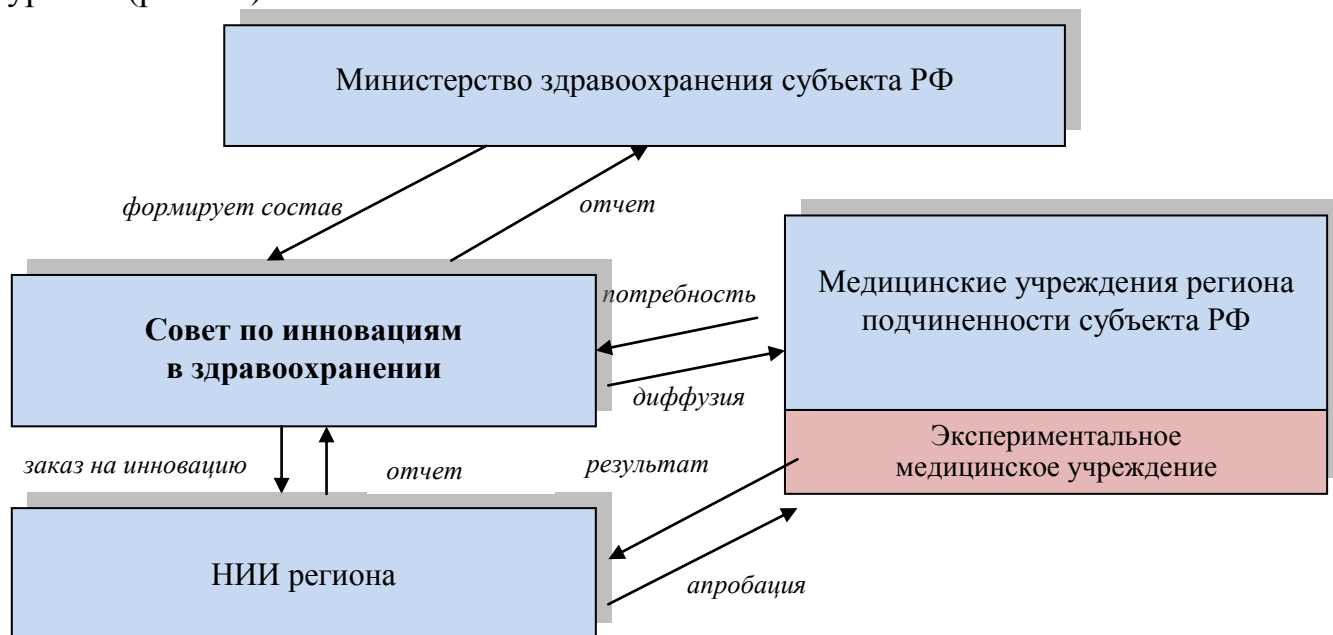 Министерство здравоохранения субъекта РФ
формирует состав
отчет
Медицинские учреждения региона
подчиненности субъекта РФ
потребность
Совет по инновациям
в здравоохранении
диффузия
Экспериментальное
медицинское учреждение
заказ на инновацию
отчет
результат
НИИ региона
апробация